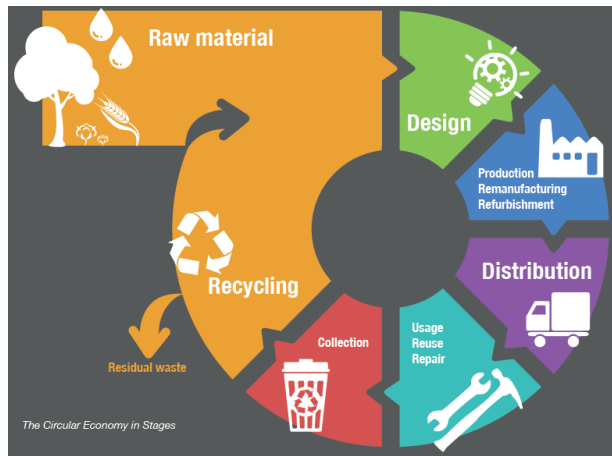 Raw material
Design
Production
Remanufacturing
Refurbishment
Distribution
Usage
Reuse
Repair
Collection
Recycling
Residual waste
The Circular Economy in Stages